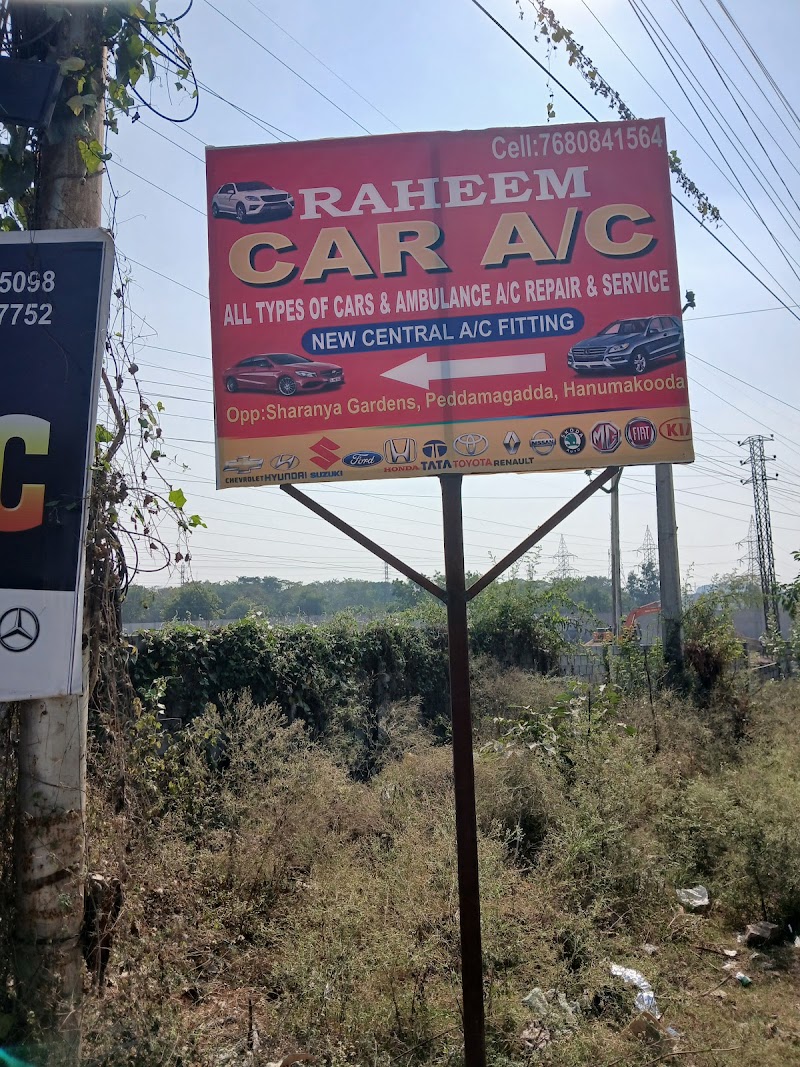 Cell:7680841564
RAHEEM
CAR A/C
ALL TYPES OF CARS & AMBULANCE A/C REPAIR & SERVICE
NEW CENTRAL A/C FITTING
Opp:Sharanya Gardens, Peddamagadda, Hanumakooda
CHEVROLET HYUNDAI SUZUKI Ford HONDA TATA TOYOTA RENAULT NISSAN SKODA MG FIAT KIA
5098
7752
C